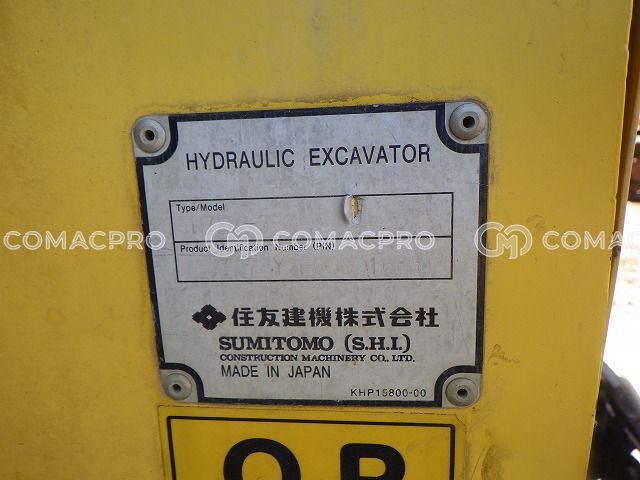 HYDRAULIC EXCAVATOR
Type/Model
COMACPRO COMACPRO COMACPRO
Product Identification Number (PIN)
住友建機株式会社
SUMITOMO (S.H.I.)
CONSTRUCTION MACHINERY CO., LTD.
MADE IN JAPAN
KHP15800-00